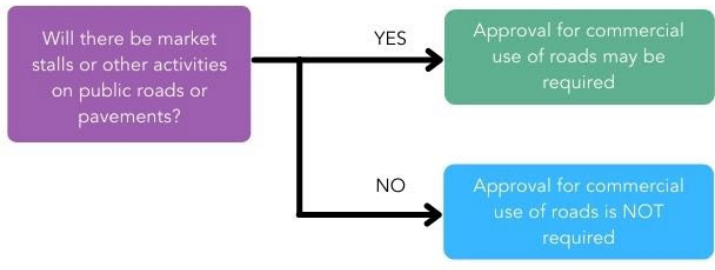 Will there be market
stalls or other activities
on public roads or
pavements?
YES
Approval for commercial
use of roads may be
required
NO
Approval for commercial
use of roads is NOT
required